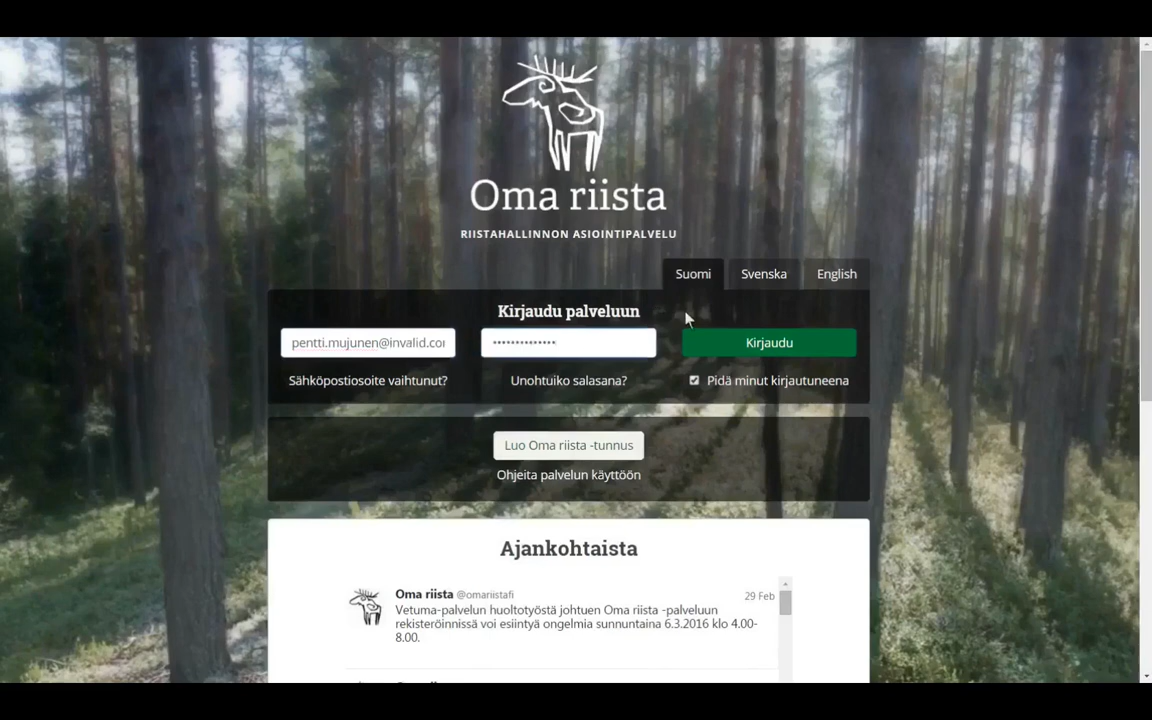 Oma riista
RIISTAHALLINNON ASIOINTIPALVELU
Suomi
Svenska
English
Kirjaudu palveluun
pentti.mujunen@invalid.co
Kirjaudu
Sähköpostiosoite vaihtunut?
Unohtuiko salasana?
Pidä minut kirjautuneena
Luo Oma riista -tunnus
Ohjeita palvelun käyttöön
Ajankohtaista
Oma riista @omariistafi
29 Feb
Vetuma-palvelun huoltotyöstä johtuen Oma riista -palveluun
rekisteröinnissä voi esiintyä ongelmia sunnuntaina 6.3.2016 klo 4.00-
8.00.